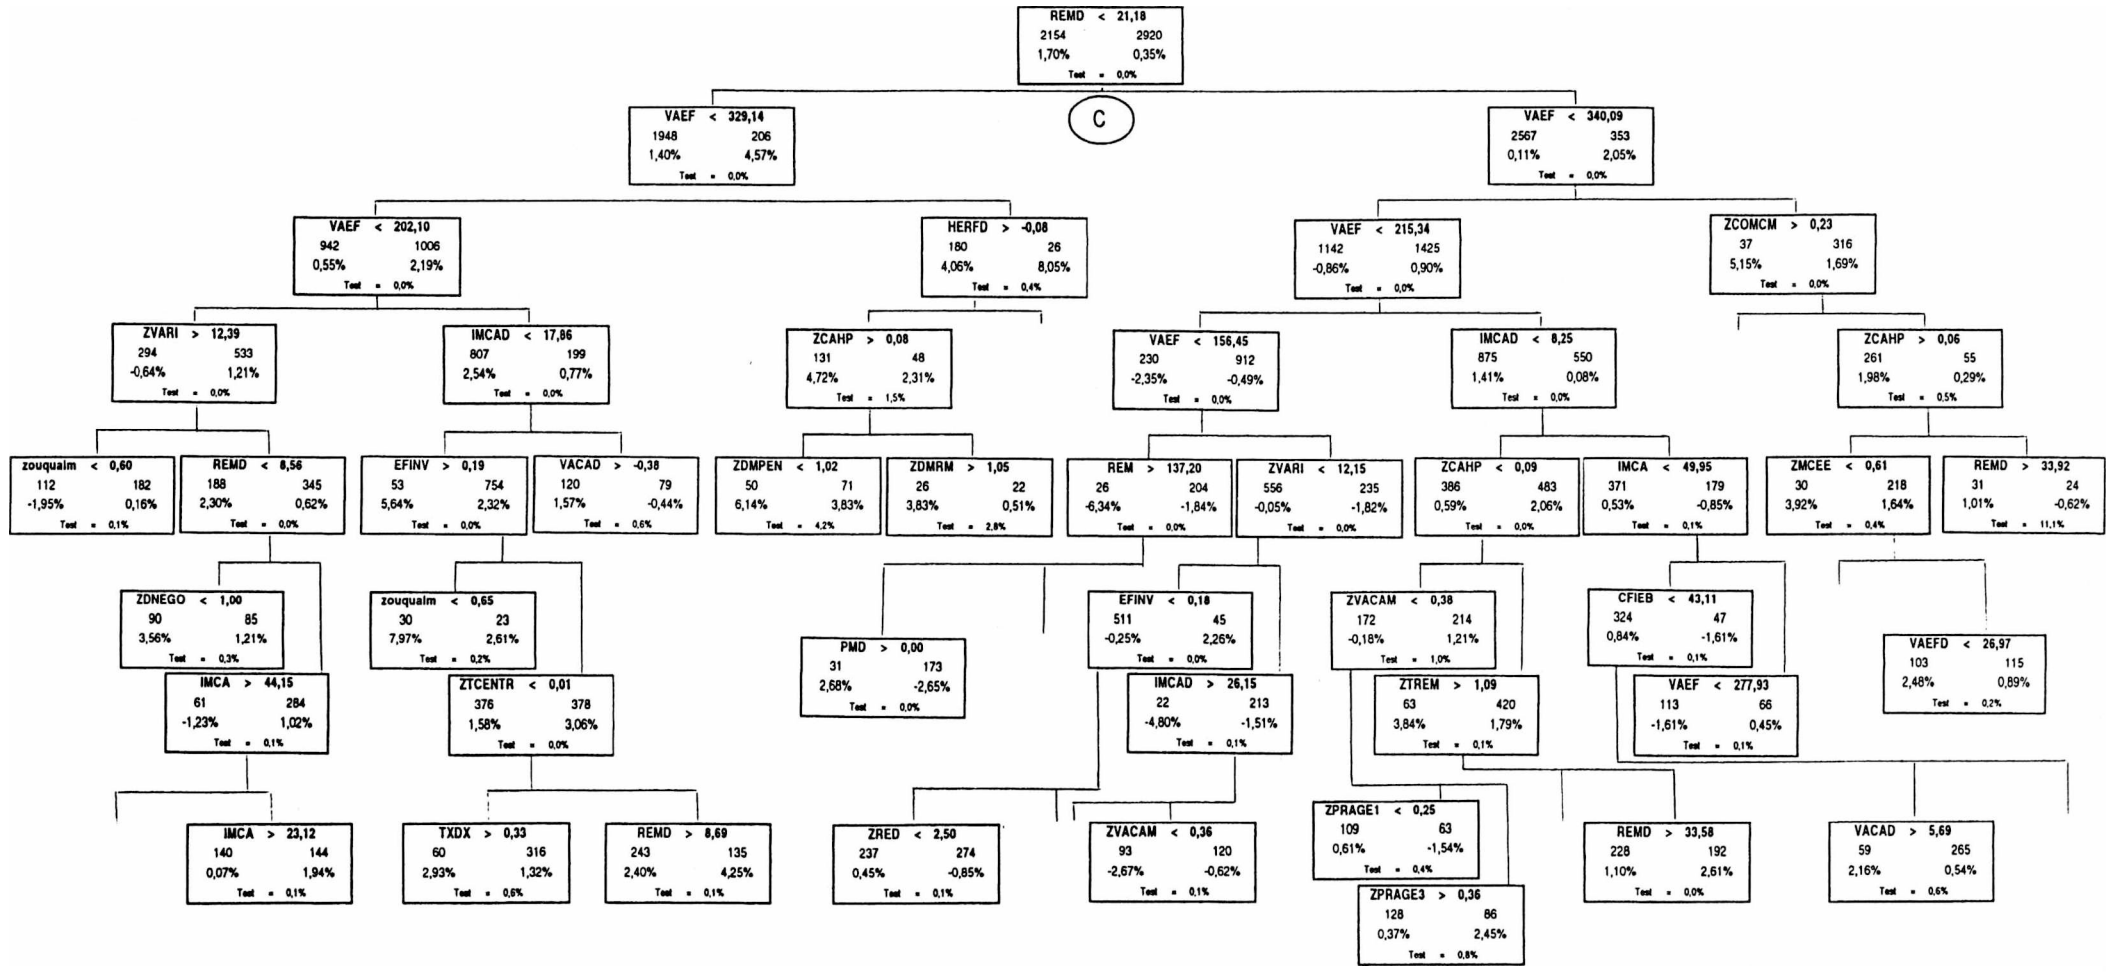 REMD < 21,18
2154 2920
1,70% 0,35%
Test = 0,0%
C
VAEF < 329,14
1948 206
1,40% 4,57%
Test = 0,0%
VAEF < 340,09
2567 353
0,11% 2,05%
Test = 0,0%
VAEF < 202,10
942 1006
0,55% 2,19%
Test = 0,0%
HERFD > -0,08
180 26
4,06% 8,05%
Test = 0,4%
VAEF < 215,34
1142 1425
-0,86% 0,90%
Test = 0,0%
ZCOMCM > 0,23
37 316
5,15% 1,69%
Test = 0,0%
ZVARI > 12,39
294 533
-0,64% 1,21%
Test = 0,0%
IMCAD < 17,86
807 199
2,54% 0,77%
Test = 0,0%
ZCAHP > 0,08
131 48
4,72% 2,31%
Test = 1,5%
VAEF < 156,45
230 912
-2,35% -0,49%
Test = 0,0%
IMCAD < 8,25
875 550
1,41% 0,08%
Test = 0,0%
ZCAHP > 0,06
261 55
1,98% 0,29%
Test = 0,5%
zouqualm < 0,60
112 182
-1,95% 0,16%
Test = 0,1%
REMD < 8,56
188 345
2,30% 0,62%
Test = 0,0%
EFINV > 0,19
53 754
5,64% 2,32%
Test = 0,0%
VACAD > -0,38
120 79
1,57% -0,44%
Test = 0,6%
ZDMPEN < 1,02
50 71
6,14% 3,83%
Test = 4,2%
ZDMRM > 1,05
26 22
3,83% 0,51%
Test = 2,8%
REM > 137,20
26 204
-6,34% -1,84%
Test = 0,0%
ZVARI < 12,15
556 235
-0,05% -1,82%
Test = 0,0%
ZCAHP < 0,09
386 483
0,59% 2,06%
Test = 0,0%
IMCA < 49,95
371 179
0,53% -0,85%
Test = 0,1%
ZMCEE < 0,61
30 218
3,92% 1,64%
Test = 0,4%
REMD > 33,92
31 24
1,01% -0,62%
Test = 11,1%
ZDNEGO < 1,00
90 85
3,56% 1,21%
Test = 0,3%
zouqualm < 0,65
30 23
7,97% 2,61%
Test = 0,2%
EFINV < 0,18
511 45
-0,25% 2,26%
Test = 0,0%
ZVACAM < 0,38
172 214
-0,18% 1,21%
Test = 1,0%
CFIEB < 43,11
324 47
0,84% -1,61%
Test = 0,1%
PMD > 0,00
31 173
2,68% -2,65%
Test = 0,0%
VAEFD < 26,97
103 115
2,48% 0,89%
Test = 0,2%
IMCA > 44,15
61 284
-1,23% 1,02%
Test = 0,1%
ZTCENTR < 0,01
376 378
1,58% 3,06%
Test = 0,0%
IMCAD > 26,15
22 213
-4,80% -1,51%
Test = 0,1%
ZTREM > 1,09
63 420
3,84% 1,79%
Test = 0,1%
VAEF < 277,93
113 66
-1,61% 0,45%
Test = 0,1%
IMCA > 23,12
140 144
0,07% 1,94%
Test = 0,1%
TXDX > 0,33
60 316
2,93% 1,32%
Test = 0,6%
REMD > 8,69
243 135
2,40% 4,25%
Test = 0,1%
ZRED < 2,50
237 274
0,45% -0,85%
Test = 0,1%
ZVACAM < 0,36
93 120
-2,67% -0,62%
Test = 0,1%
ZPRAGE1 < 0,25
109 63
0,61% -1,54%
Test = 0,4%
REMD > 33,58
228 192
1,10% 2,61%
Test = 0,0%
VACAD > 5,69
59 265
2,16% 0,54%
Test = 0,6%
ZPRAGE3 > 0,36
128 86
0,37% 2,45%
Test = 0,8%